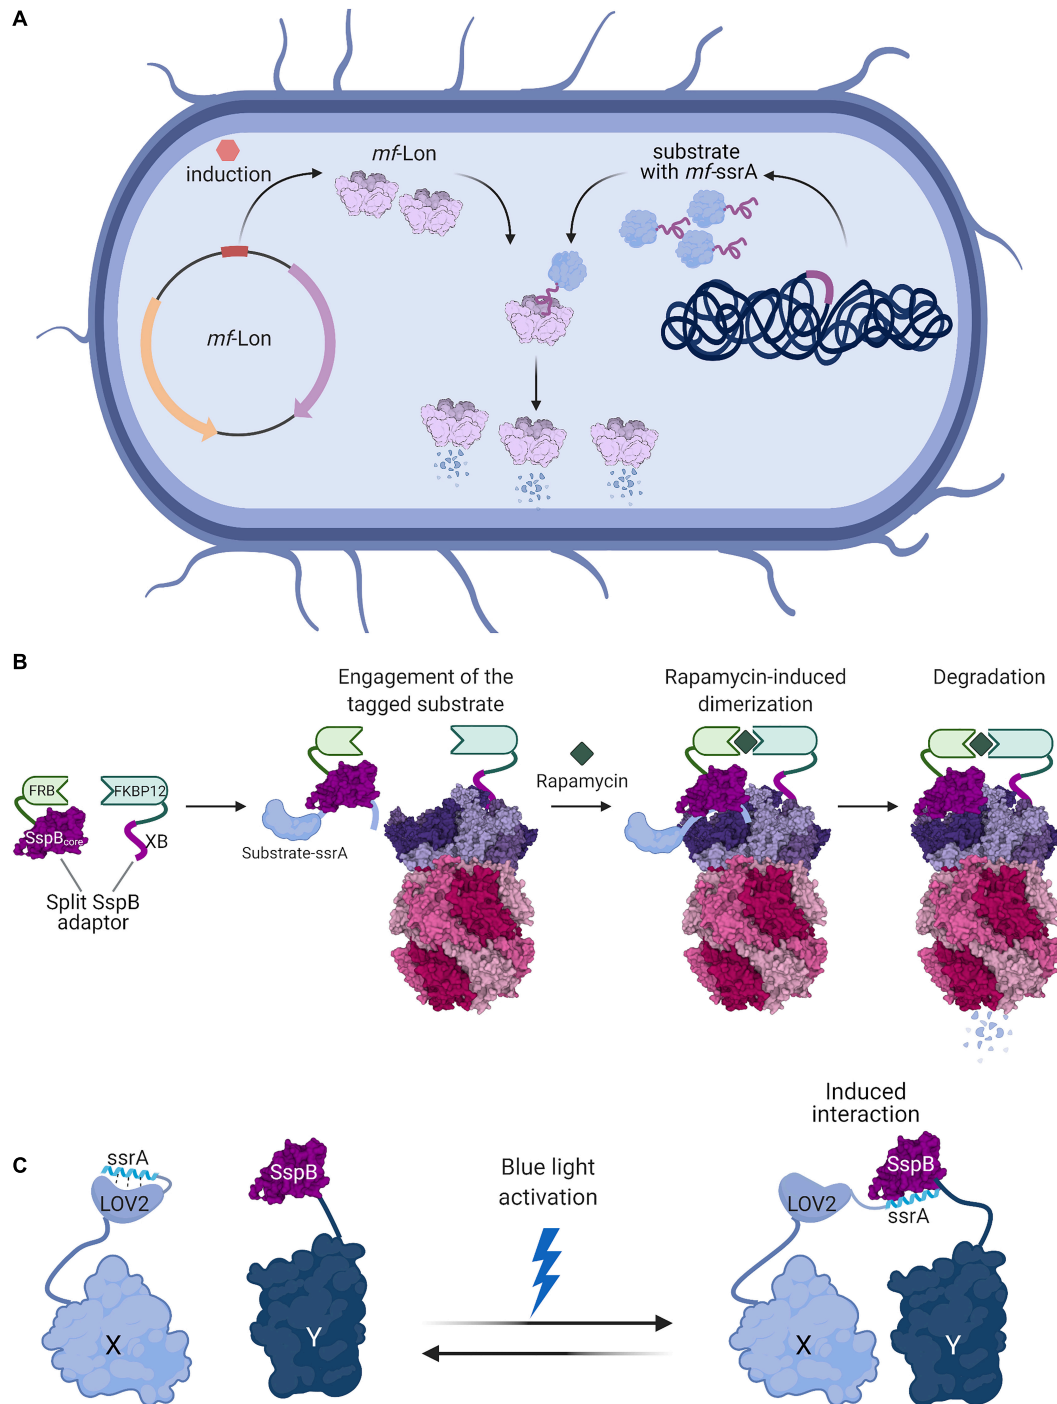 A
induction
mf-Lon
substrate
with mf-ssrA
mf-Lon
B
Engagement of the
tagged substrate
Rapamycin-induced
dimerization
Degradation
FRB
FKBP12
SspBcore
XB
Split SspB
adaptor
Substrate-ssrA
Rapamycin
C
ssrA
LOV2
X
SspB
Y
Blue light
activation
Induced
interaction
SspB
LOV2
ssrA
X
Y